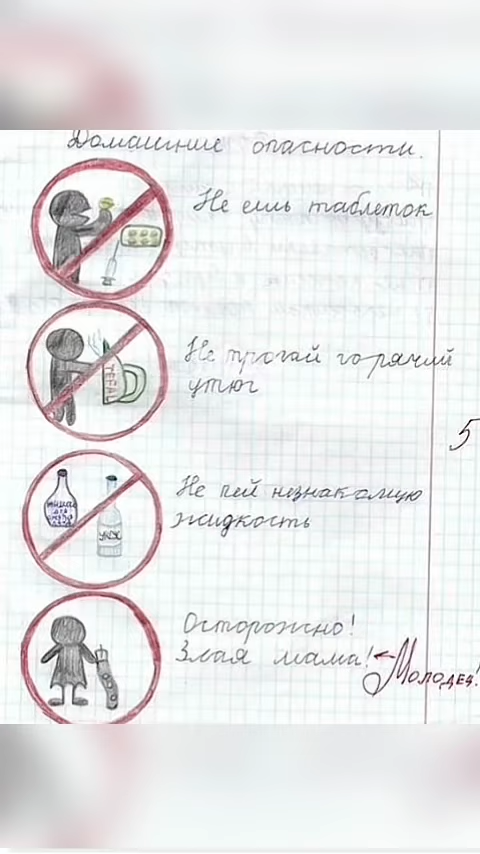 Домашние опасности.
Не ешь таблеток
Не трогай горячий
утюг
TEFAL
Не пей незнакомую
жидкость
УКСУС
Осторожно!
Злая мама!
Молодец!
5